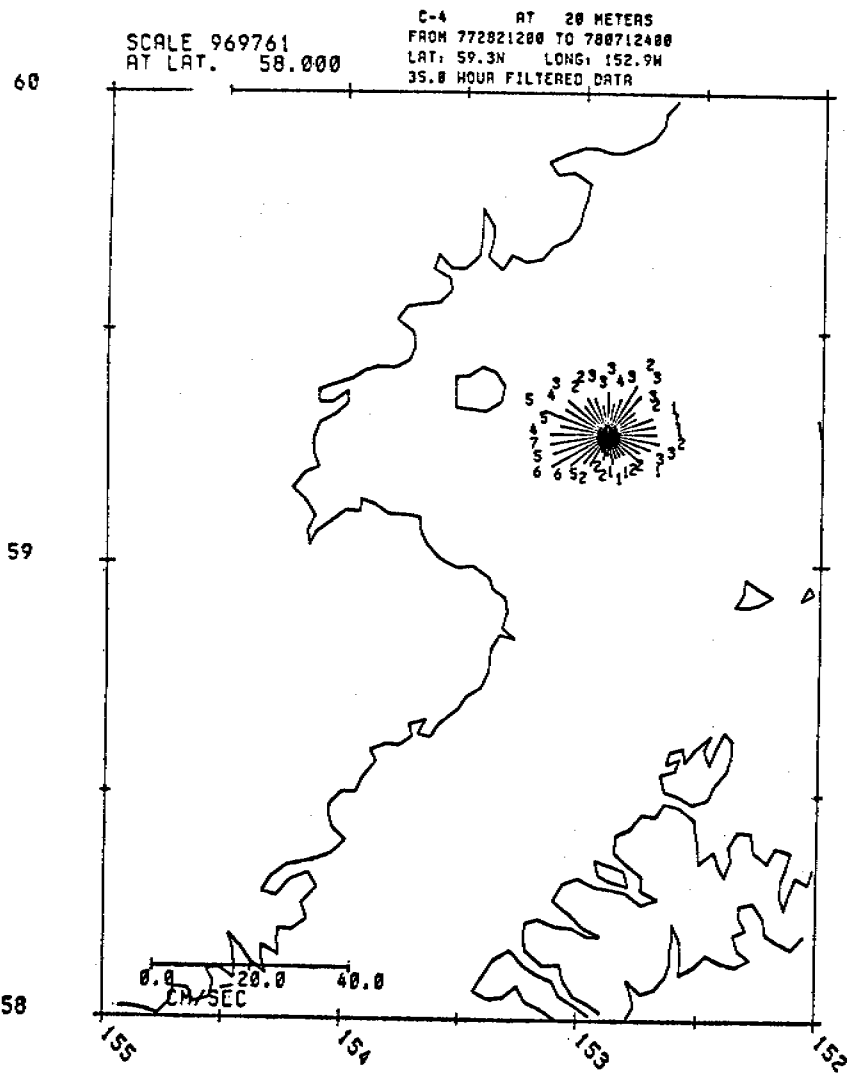 C-4 AT 20 METERS
SCALE 969761
FROM 772821200 TO 780712400
AT LAT. 58.000
LAT: 59.3N LONG: 152.9W
35.0 HOUR FILTERED DATA
60
59
58
0.0 20.0 40.0
CM/SEC
155 154 153 152